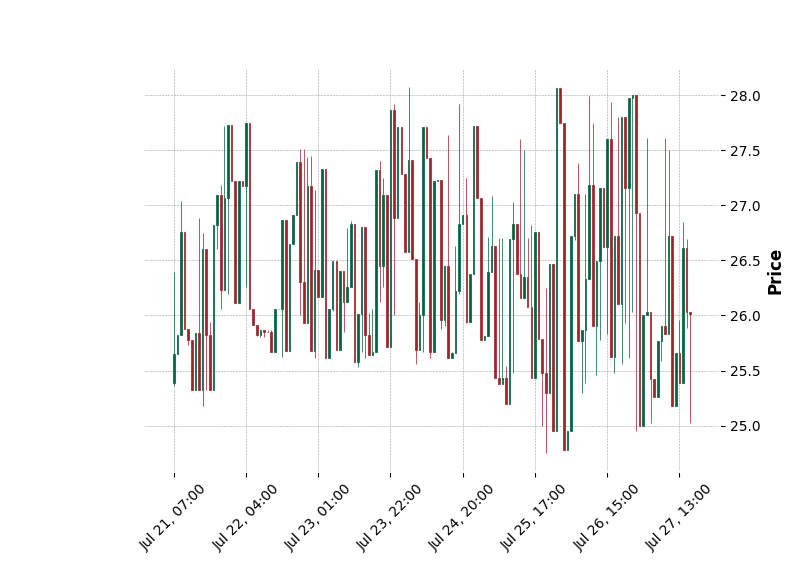 28.0
27.5
27.0
26.5
26.0
25.5
25.0
Price
Jul 21, 07:00
Jul 22, 04:00
Jul 23, 01:00
Jul 23, 22:00
Jul 24, 20:00
Jul 25, 17:00
Jul 26, 15:00
Jul 27, 13:00